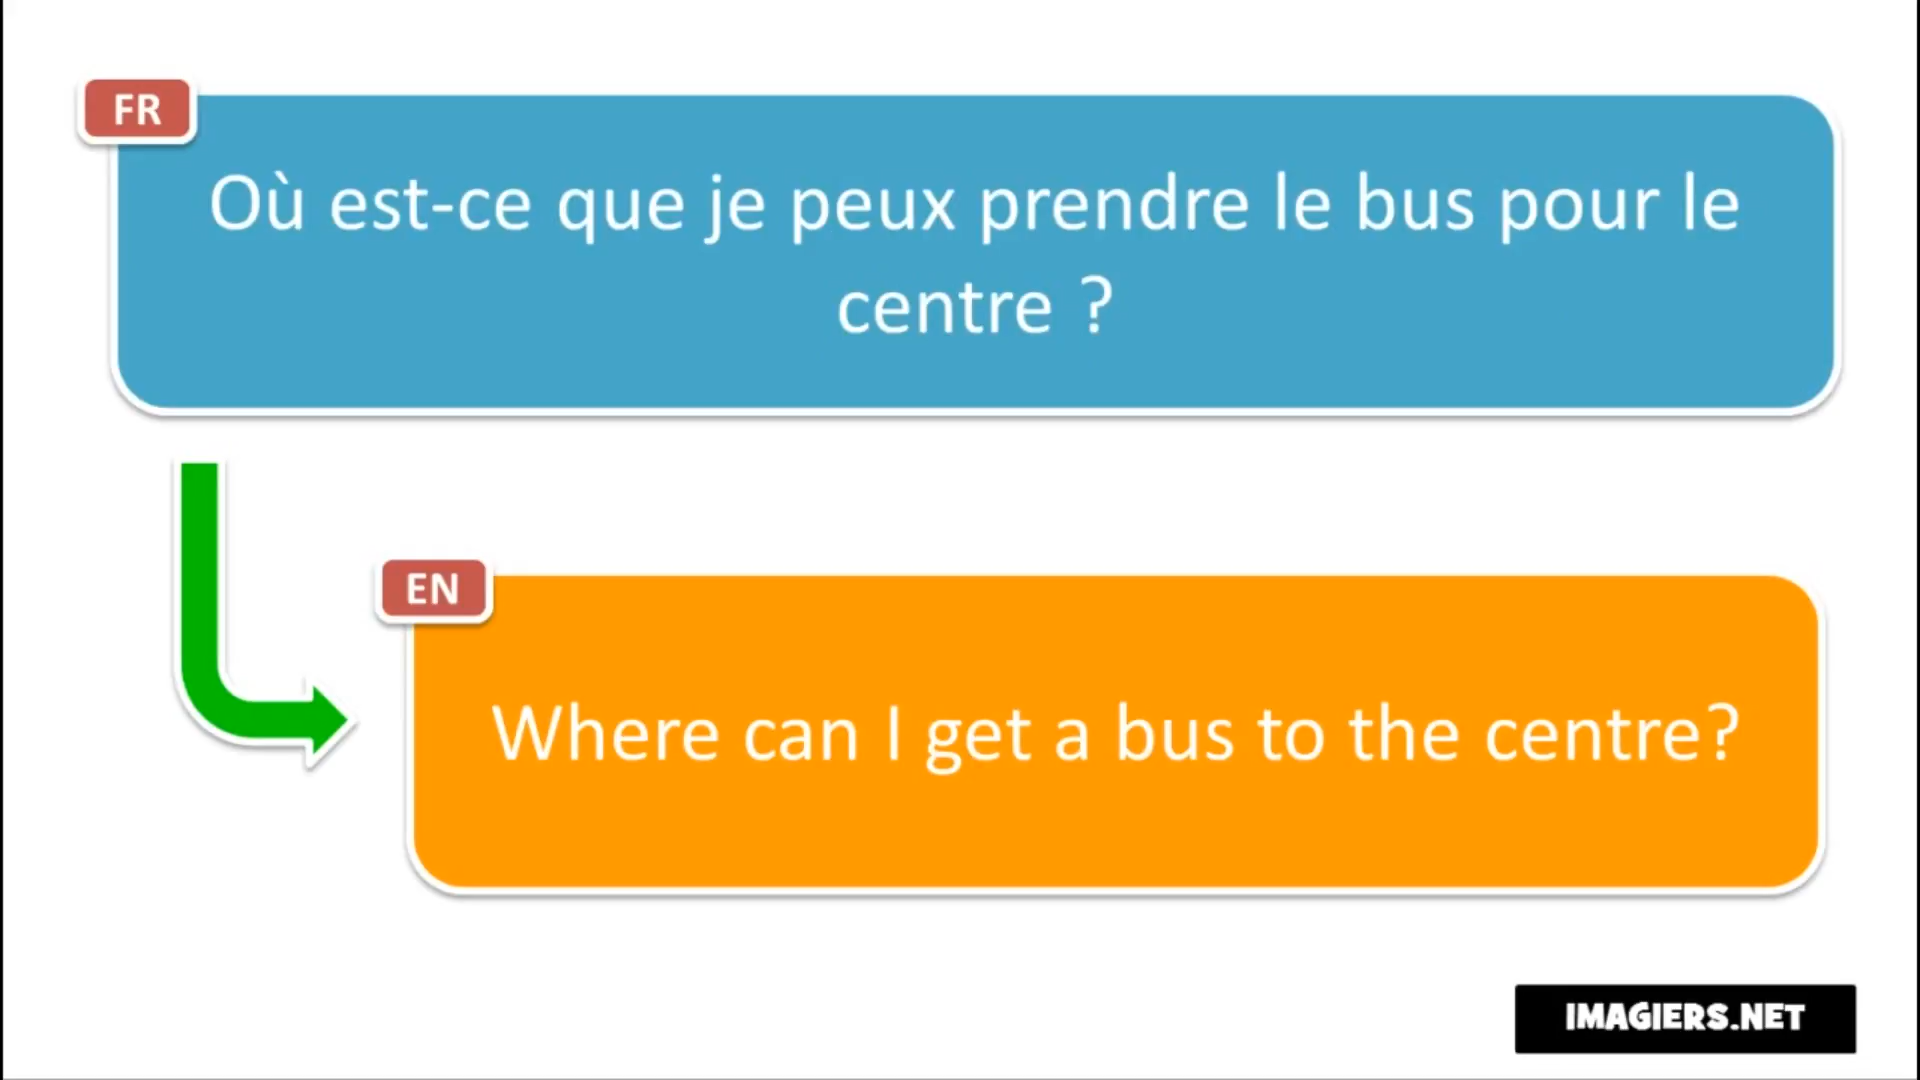 FR
Où est-ce que je peux prendre le bus pour le
centre ?
EN
Where can I get a bus to the centre?
IMAGIERS.NET